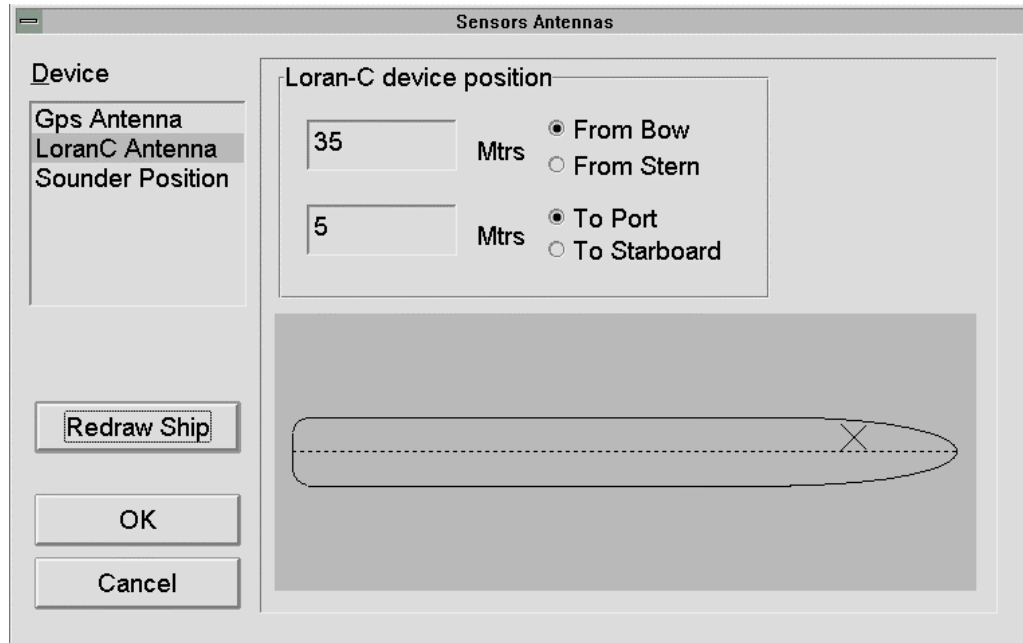 Sensors Antennas
Device
Gps Antenna
LoranC Antenna
Sounder Position
Loran-C device position
35
Mtrs
From Bow
From Stern
5
Mtrs
To Port
To Starboard
Redraw Ship
OK
Cancel